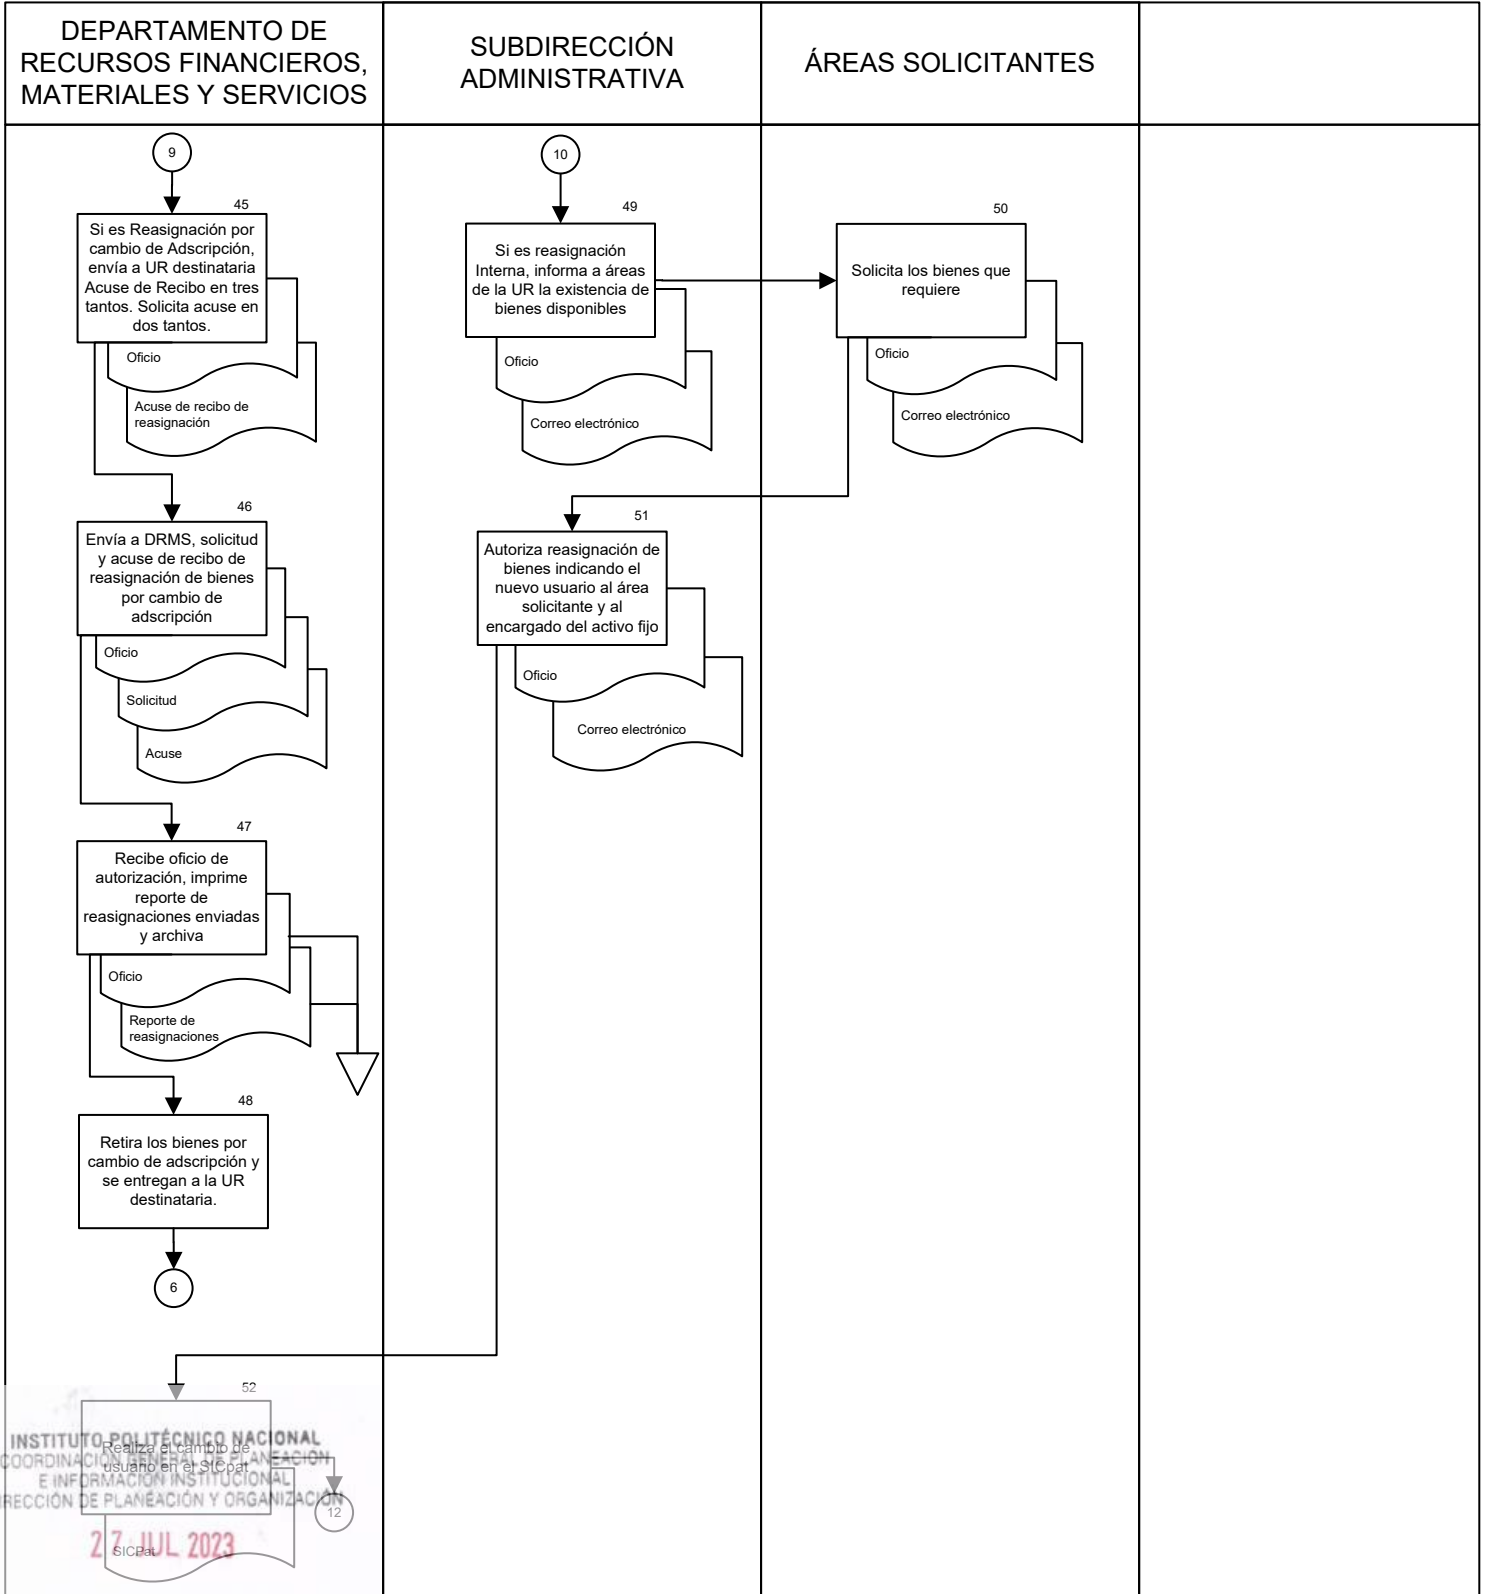 DEPARTAMENTO DE
RECURSOS FINANCIEROS,
MATERIALES Y SERVICIOS
SUBDIRECCIÓN
ADMINISTRATIVA
ÁREAS SOLICITANTES
9
45
Si es Reasignación por
cambio de Adscripción,
envía a UR destinataria
Acuse de Recibo en tres
tantos. Solicita acuse en
dos tantos.
Oficio
Acuse de recibo de
reasignación
46
Envía a DRMS, solicitud
y acuse de recibo de
reasignación de bienes
por cambio de
adscripción
Oficio
Solicitud
Acuse
47
Recibe oficio de
autorización, imprime
reporte de
reasignaciones enviadas
y archiva
Oficio
Reporte de
reasignaciones
48
Retira los bienes por
cambio de adscripción y
se entregan a la UR
destinataria.
6
10
49
Si es reasignación
Interna, informa a áreas
de la UR la existencia de
bienes disponibles
Oficio
Correo electrónico
50
Solicita los bienes que
requiere
Oficio
Correo electrónico
51
Autoriza reasignación de
bienes indicando el
nuevo usuario al área
solicitante y al
encargado del activo fijo
Oficio
Correo electrónico
52
Realiza el cambio de
usuario en el SICpat
SICPat
12
INSTITUTO POLITÉCNICO NACIONAL
COORDINACIÓN GENERAL DE PLANEACIÓN
E INFORMACIÓN INSTITUCIONAL
RECCIÓN DE PLANEACIÓN Y ORGANIZACIÓN
27 JUL 2023